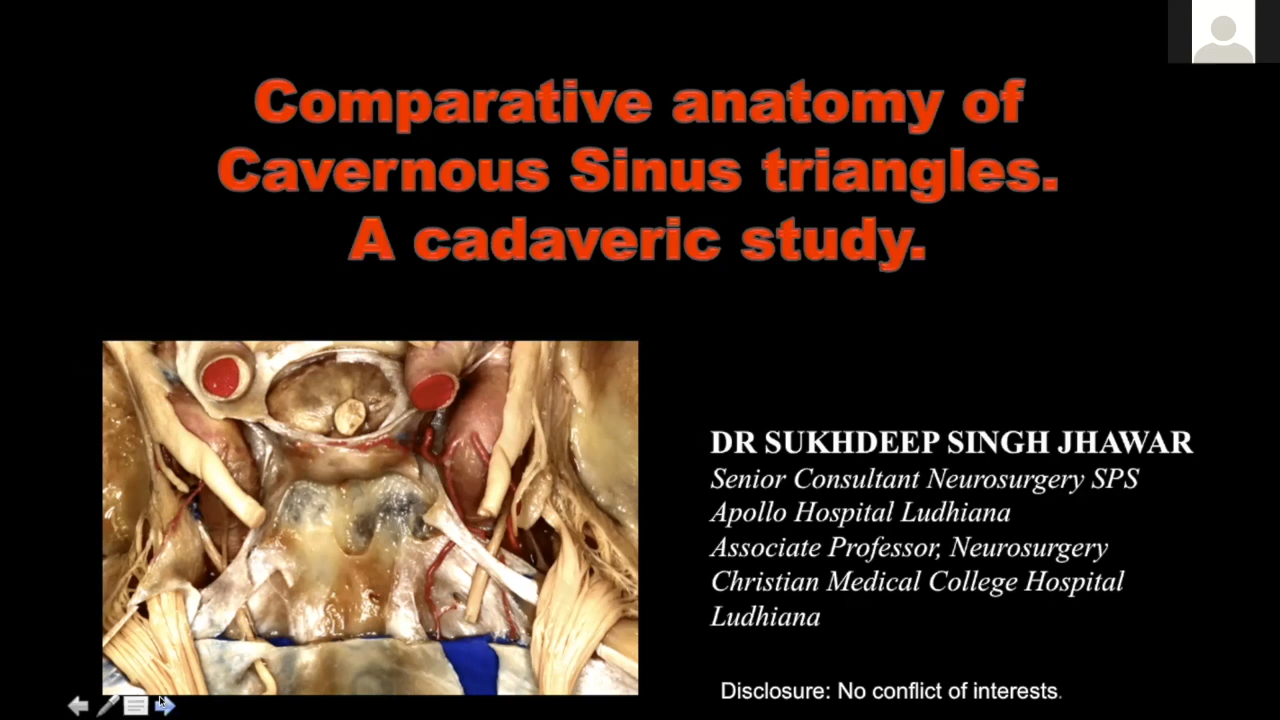 Comparative anatomy of
Cavernous Sinus triangles.
A cadaveric study.
DR SUKHDEEP SINGH JHAWAR
Senior Consultant Neurosurgery SPS
Apollo Hospital Ludhiana
Associate Professor, Neurosurgery
Christian Medical College Hospital
Ludhiana
Disclosure: No conflict of interests.